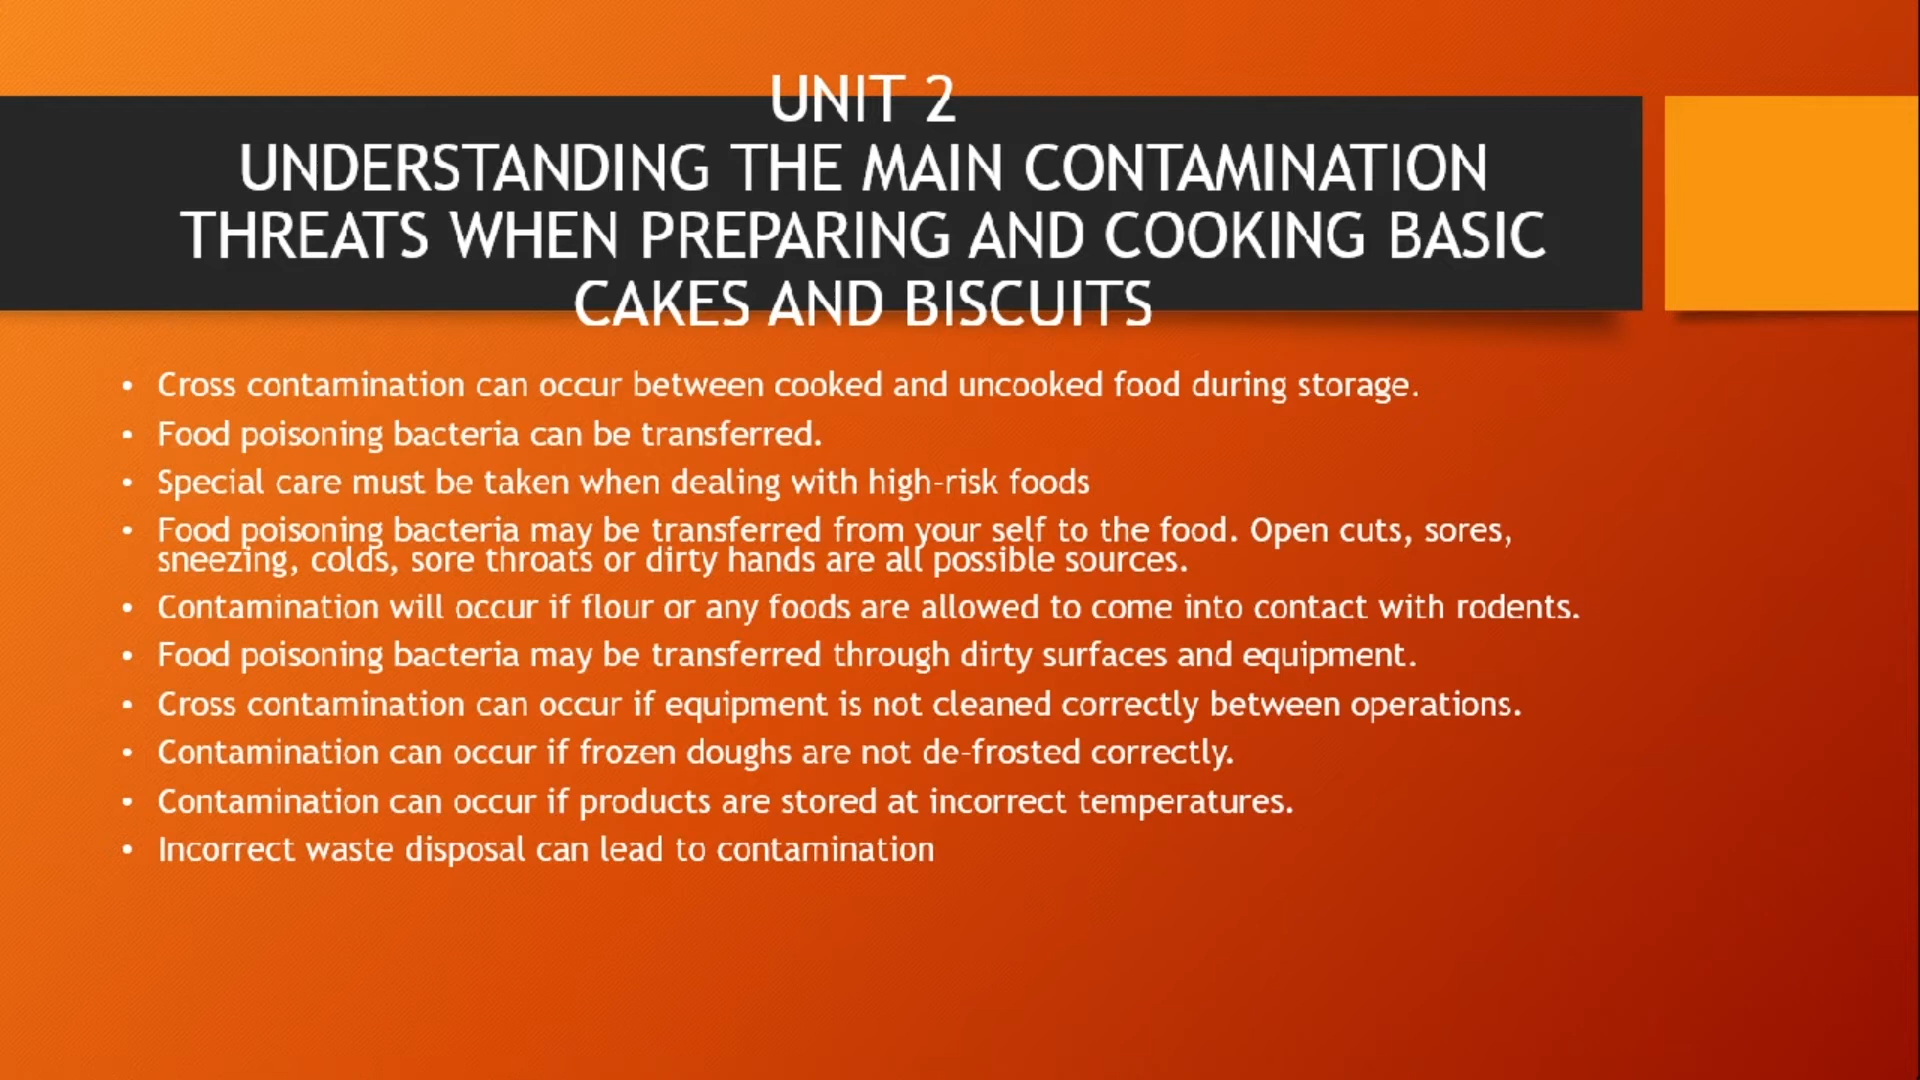 UNIT 2
UNDERSTANDING THE MAIN CONTAMINATION
THREATS WHEN PREPARING AND COOKING BASIC
CAKES AND BISCUITS
• Cross contamination can occur between cooked and uncooked food during storage.
• Food poisoning bacteria can be transferred.
• Special care must be taken when dealing with high-risk foods
• Food poisoning bacteria may be transferred from your self to the food. Open cuts, sores,
sneezing, colds, sore throats or dirty hands are all possible sources.
• Contamination will occur if flour or any foods are allowed to come into contact with rodents.
• Food poisoning bacteria may be transferred through dirty surfaces and equipment.
• Cross contamination can occur if equipment is not cleaned correctly between operations.
• Contamination can occur if frozen doughs are not de-frosted correctly.
• Contamination can occur if products are stored at incorrect temperatures.
• Incorrect waste disposal can lead to contamination